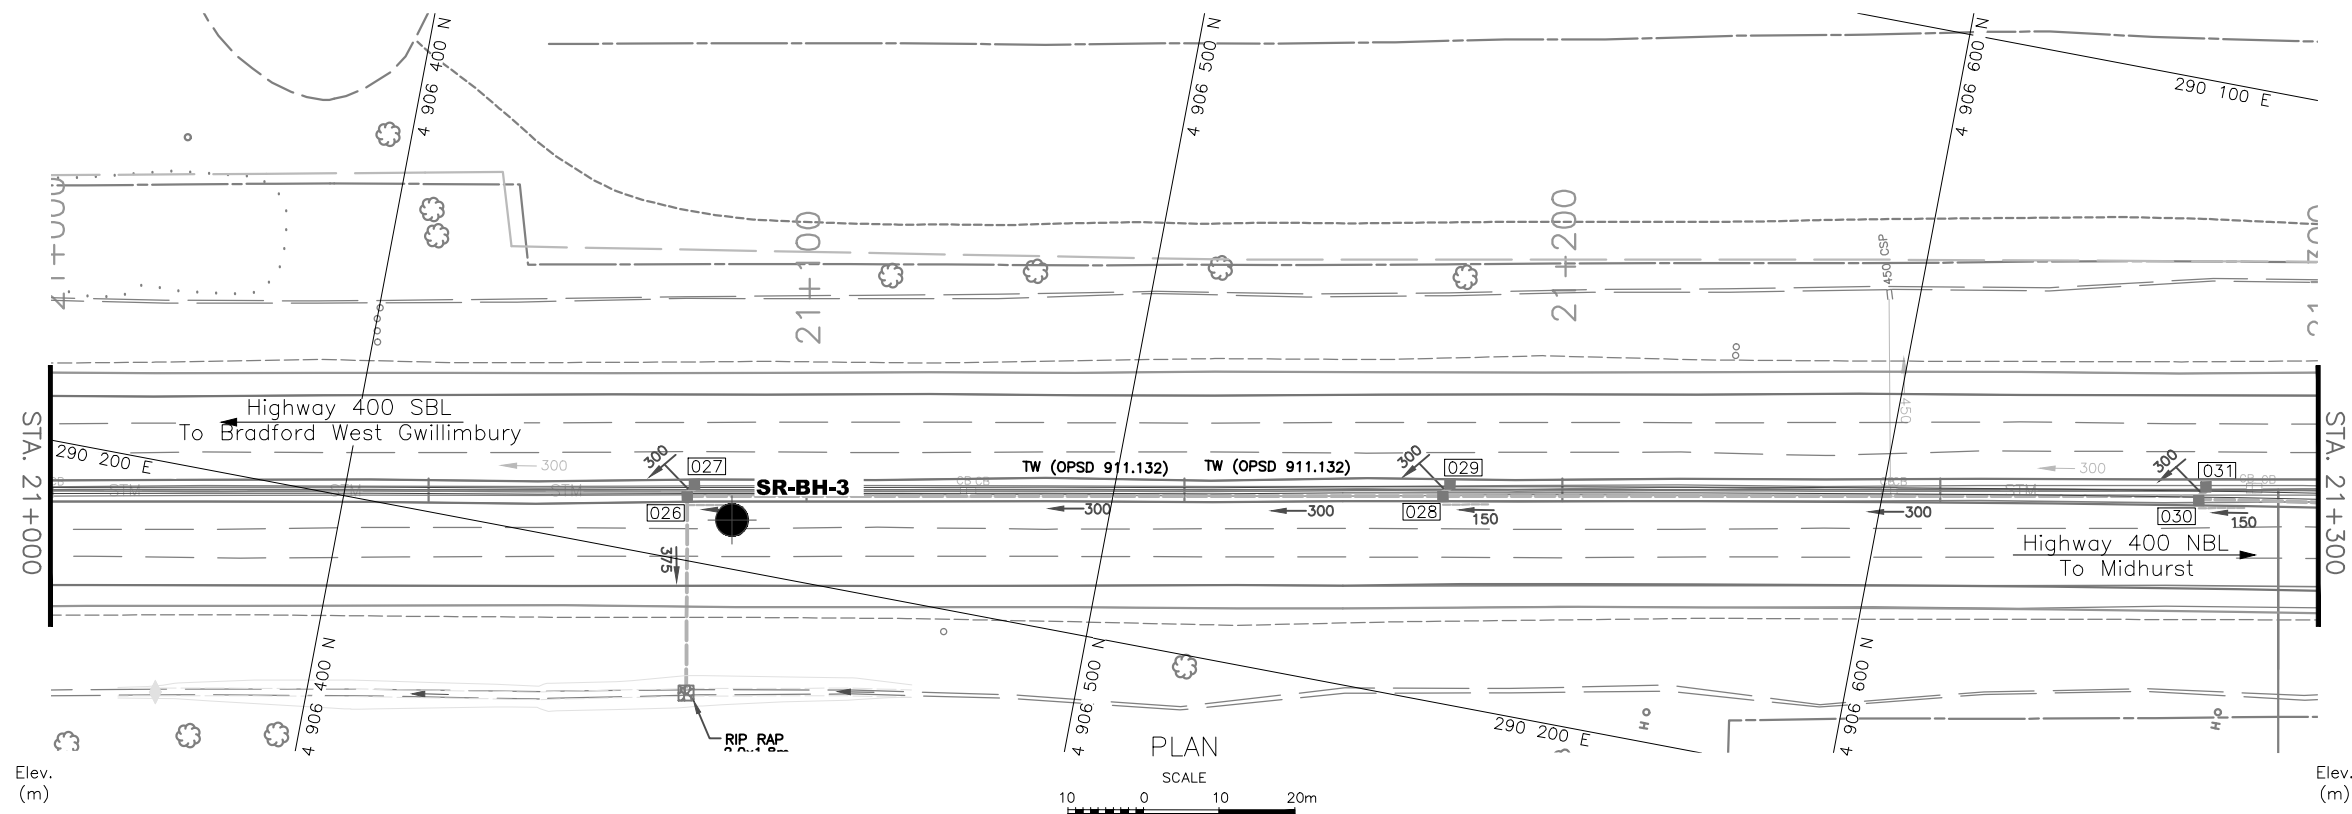 4 906 400 N
4 906 500 N
4 906 600 N
290 100 E
21+100
21+200
450 CSP
450
STA. 21+000
STA. 21+300
Highway 400 SBL
To Bradford West Gwillimbury
290 200 E
300
300
027
TW (OPSD 911.132)
TW (OPSD 911.132)
300
029
300
300
031
CB CB
CB CB
STM
STM
STM
STM
SR-BH-3
026
300
300
028
150
300
030
150
375
Highway 400 NBL
To Midhurst
4 906 400 N
4 906 500 N
4 906 600 N
290 200 E
H
H
RIP RAP
PLAN
SCALE
Elev.
(m)
Elev.
(m)
10 0 10 20m